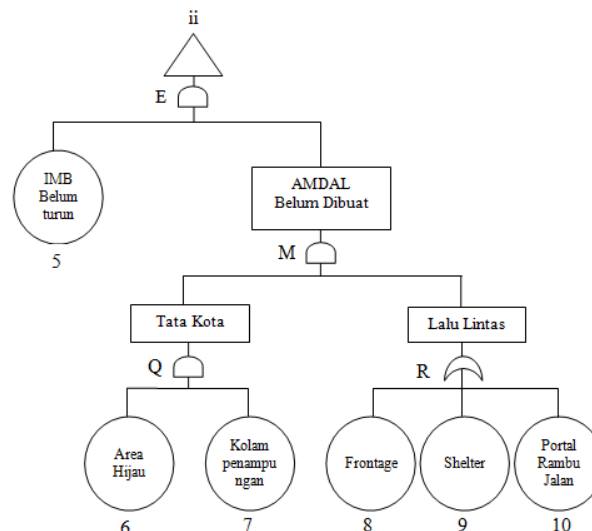 ii
E
IMB
Belum
turun
5
AMDAL
Belum Dibuat
M
Tata Kota
Lalu Lintas
Q
R
Area
Hijau
6
Kolam
penampu
ngan
7
Frontage
8
Shelter
9
Portal
Rambu
Jalan
10